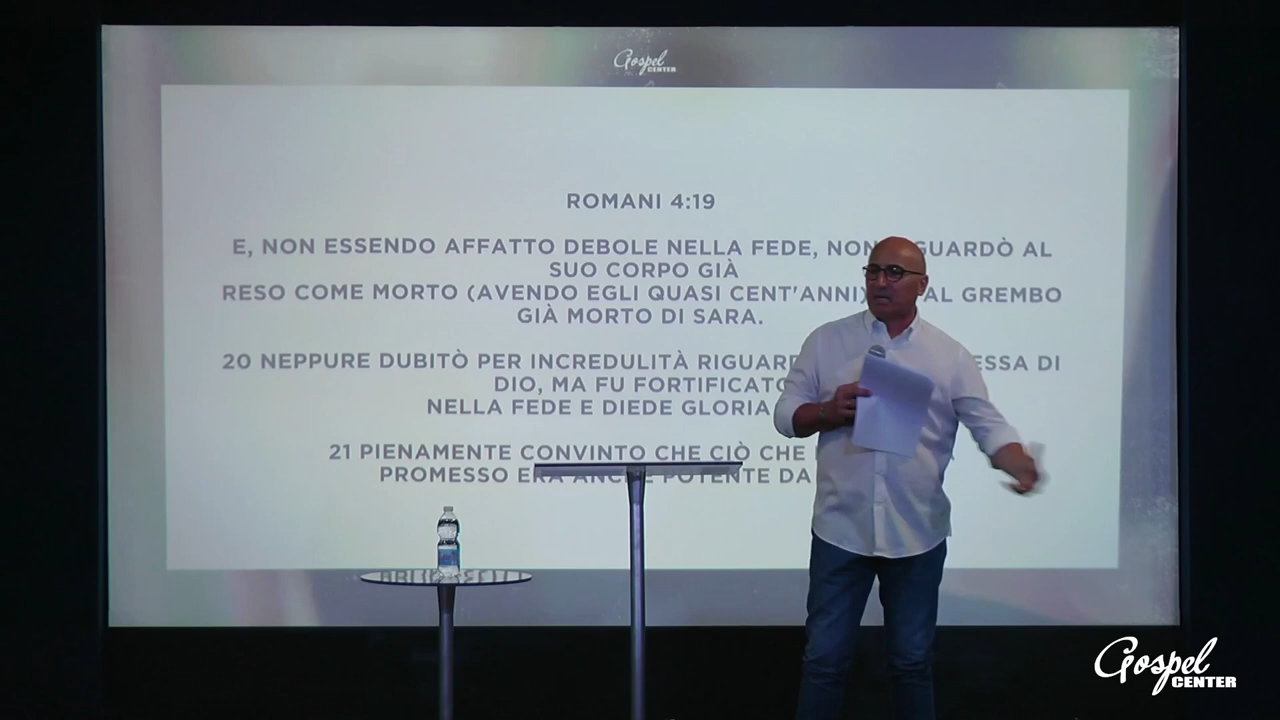 Gospel
CENTER
ROMANI 4:19
E, NON ESSENDO AFFATTO DEBOLE NELLA FEDE, NON GUARDÒ AL
SUO CORPO GIÀ
RESO COME MORTO (AVENDO EGLI QUASI CENT'ANNI) AL GREMBO
GIÀ MORTO DI SARA.
20 NEPPURE DUBITÒ PER INCREDULITÀ DI
DIO, MA FU FORTIFICATO
NELLA FEDE E DIEDE GLORIA
21 PIENAMENTE CONVINTO CHE CIÒ CHE
PROMESSO ERA ANCHE POTENTE DA
Gospel
CENTER